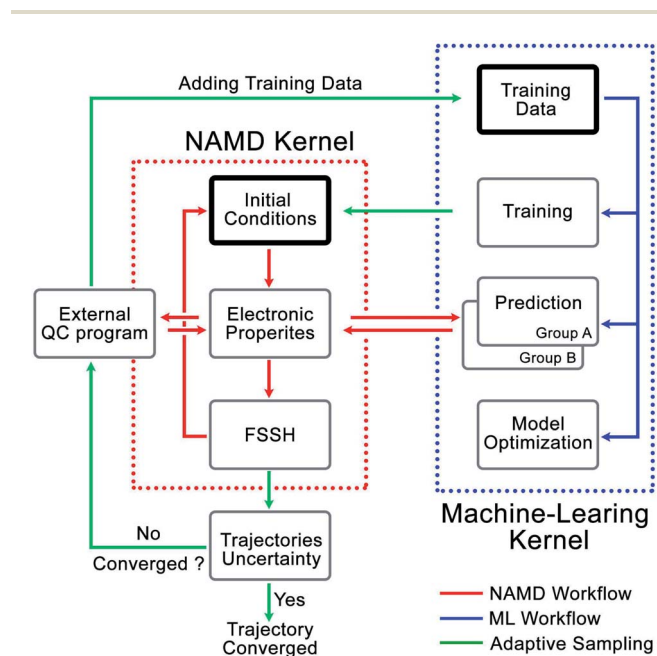 Adding Training Data
Training
Data
NAMD Kernel
Initial
Conditions
Training
External
QC program
Electronic
Properites
Prediction
Group A
Group B
FSSH
Model
Optimization
Machine-Learing
Kernel
No
Converged ?
Trajectories
Uncertainty
Yes
Trajectory
Converged
NAMD Workflow
ML Workflow
Adaptive Sampling